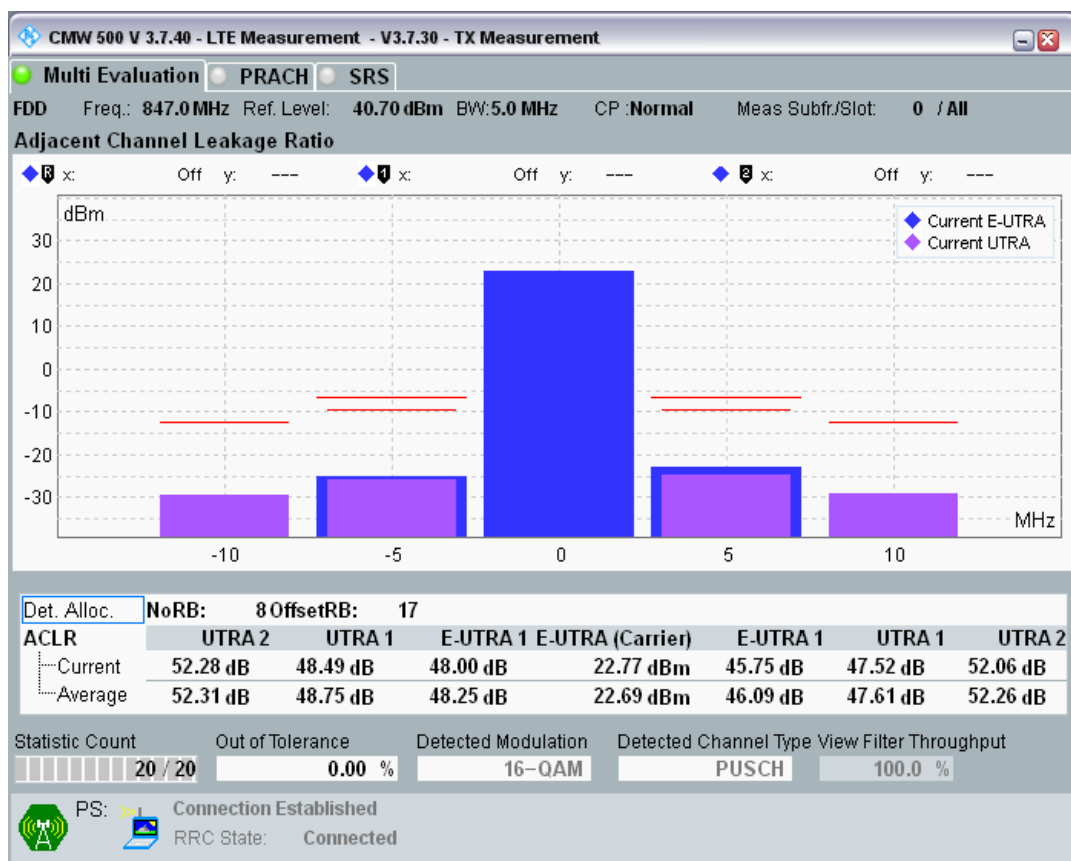 CMW 500 V 3.7.40 - LTE Measurement - V3.7.30 - TX Measurement
Multi Evaluation PRACH SRS
FDD Freq.: 847.0 MHz Ref. Level: 40.70 dBm BW:5.0 MHz CP :Normal Meas Subfr./Slot: 0 / All
Adjacent Channel Leakage Ratio
R x: Off y: --- 1 x: Off y: --- 2 x: Off y: ---
dBm
Current E-UTRA
Current UTRA
30
20
10
0
-10
-20
-30
MHz
-10 -5 0 5 10
Det. Alloc. NoRB: 8 OffsetRB: 17
ACLR UTRA 2 UTRA 1 E-UTRA 1 E-UTRA (Carrier) E-UTRA 1 UTRA 1 UTRA 2
Current 52.28 dB 48.49 dB 48.00 dB 22.77 dBm 45.75 dB 47.52 dB 52.06 dB
Average 52.31 dB 48.75 dB 48.25 dB 22.69 dBm 46.09 dB 47.61 dB 52.26 dB
Statistic Count Out of Tolerance Detected Modulation Detected Channel Type View Filter Throughput
20 / 20 0.00 % 16-QAM PUSCH 100.0 %
PS: Connection Established
RRC State: Connected